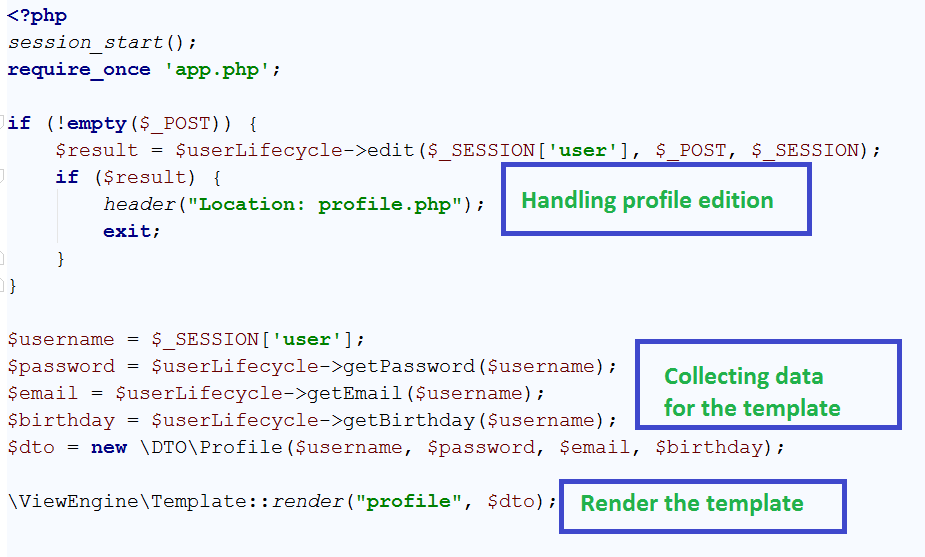 <?php
session_start();
require_once 'app.php';
if (!empty($_POST)) {
    $result = $userLifecycle->edit($_SESSION['user'], $_POST, $_SESSION);
    if ($result) {
        header("Location: profile.php");
        exit;
    }
}
Handling profile edition
$username = $_SESSION['user'];
$password = $userLifecycle->getPassword($username);
$email = $userLifecycle->getEmail($username);
$birthday = $userLifecycle->getBirthday($username);
$dto = new \DTO\Profile($username, $password, $email, $birthday);
Collecting data
for the template
\ViewEngine\Template::render("profile", $dto);
Render the template